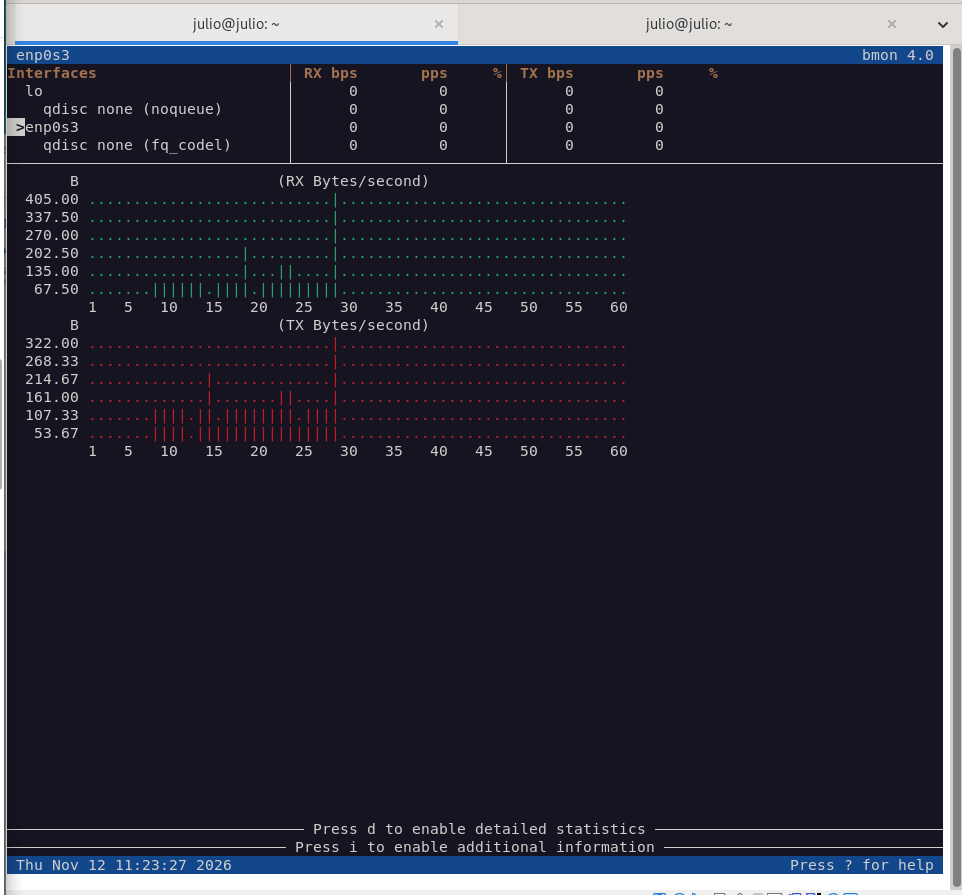 julio@julio: ~ × julio@julio: ~ ×
enp0s3 bmon 4.0
Interfaces │ RX bps pps %│ TX bps pps %
lo │ 0 0 │ 0 0
qdisc none (noqueue) │ 0 0 │ 0 0
>enp0s3 │ 0 0 │ 0 0
qdisc none (fq_codel) │ 0 0 │ 0 0
B (RX Bytes/second)
405.00 ...........................|................................
337.50 ...........................|................................
270.00 ...........................|................................
202.50 .................|.........|................................
135.00 .................|...||....|................................
67.50 .......||||||.||||.|||||||||................................
1 5 10 15 20 25 30 35 40 45 50 55 60
B (TX Bytes/second)
322.00 ...........................|................................
268.33 ...........................|................................
214.67 .............|.............|................................
161.00 .............|.......||....|................................
107.33 .......||||.||.||||||||.||||................................
53.67 .......||||.||||||||||||||||................................
1 5 10 15 20 25 30 35 40 45 50 55 60
Press d to enable detailed statistics
Press i to enable additional information
Thu Nov 12 11:23:27 2026 Press ? for help